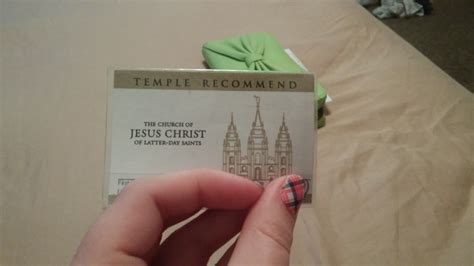 TEMPLE RECOMMEND
THE CHURCH OF
JESUS CHRIST
OF LATTER-DAY SAINTS